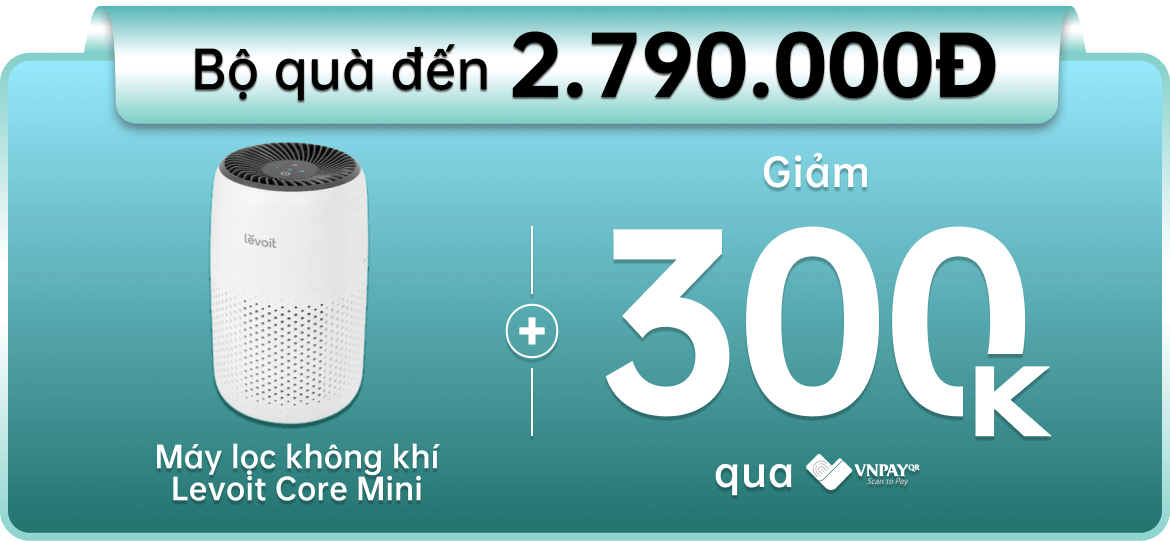 Bộ quà đến 2.790.000Đ
levoit
Máy lọc không khí
Levoit Core Mini
+
Giảm
300K
qua VNPAYQR
Scan to Pay